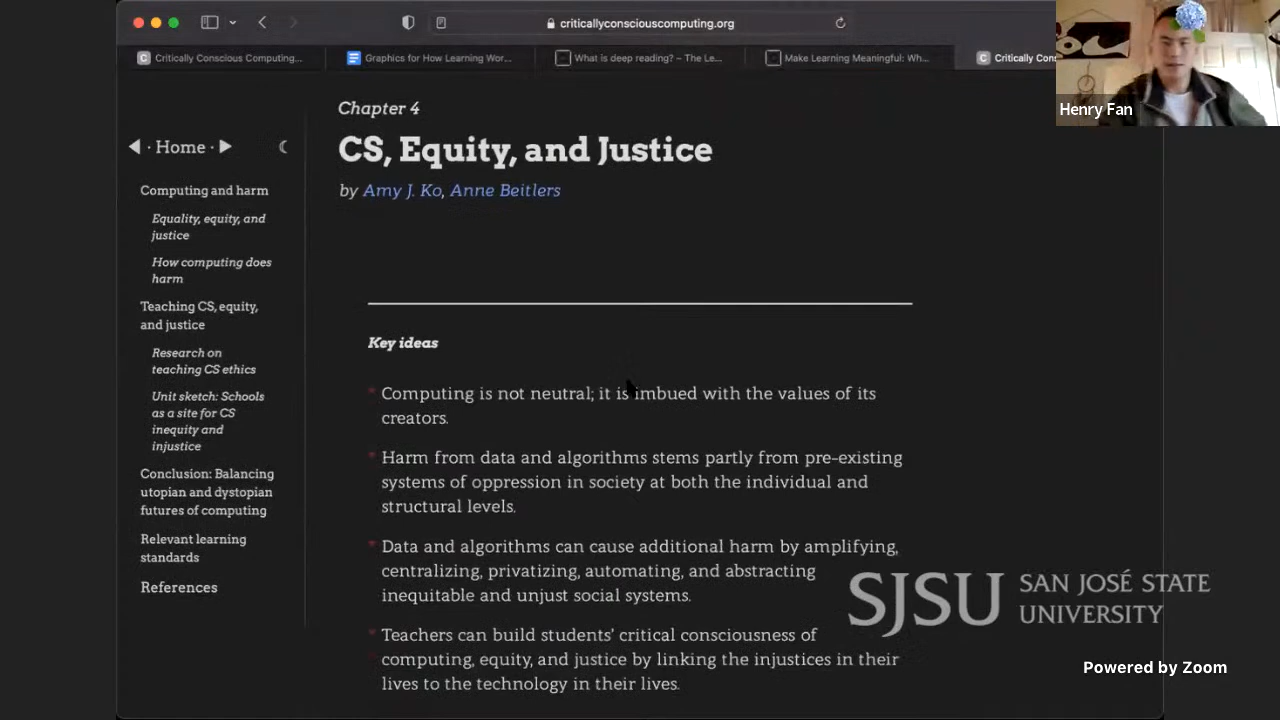 criticallyconsciouscomputing.org
Critically Conscious Computing...
Graphics for How Learning Wor...
What is deep reading? – The Le...
Make Learning Meaningful: Wh...
Critically Con
Henry Fan
Chapter 4
CS, Equity, and Justice
by Amy J. Ko, Anne Beitlers
◀ · Home · ▶
Computing and harm
Equality, equity, and
justice
How computing does
harm
Teaching CS, equity,
and justice
Research on
teaching CS ethics
Unit sketch: Schools
as a site for CS
inequity and
injustice
Conclusion: Balancing
utopian and dystopian
futures of computing
Relevant learning
standards
References
Key ideas
* Computing is not neutral; it is imbued with the values of its
creators.
* Harm from data and algorithms stems partly from pre-existing
systems of oppression in society at both the individual and
structural levels.
* Data and algorithms can cause additional harm by amplifying,
centralizing, privatizing, automating, and abstracting
inequitable and unjust social systems.
* Teachers can build students' critical consciousness of
computing, equity, and justice by linking the injustices in their
lives to the technology in their lives.
SJSU SAN JOSÉ STATE
UNIVERSITY
Powered by Zoom